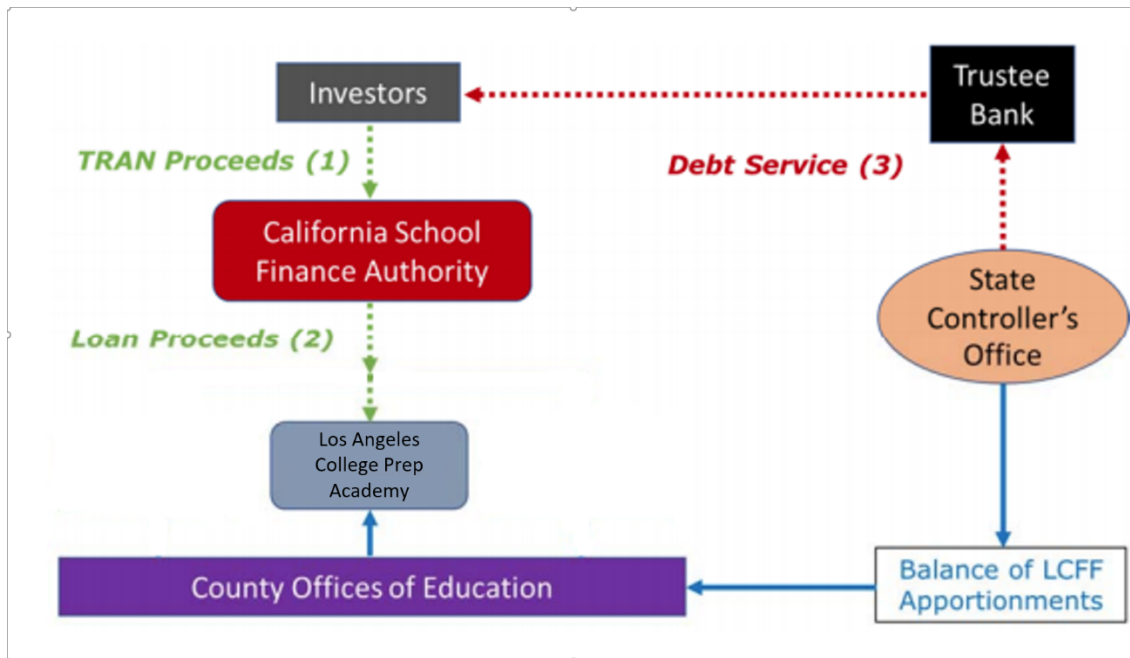 Investors
Trustee
Bank
TRAN Proceeds (1)
Debt Service (3)
California School
Finance Authority
State
Controller's
Office
Loan Proceeds (2)
Los Angeles
College Prep
Academy
County Offices of Education
Balance of LCFF
Apportionments